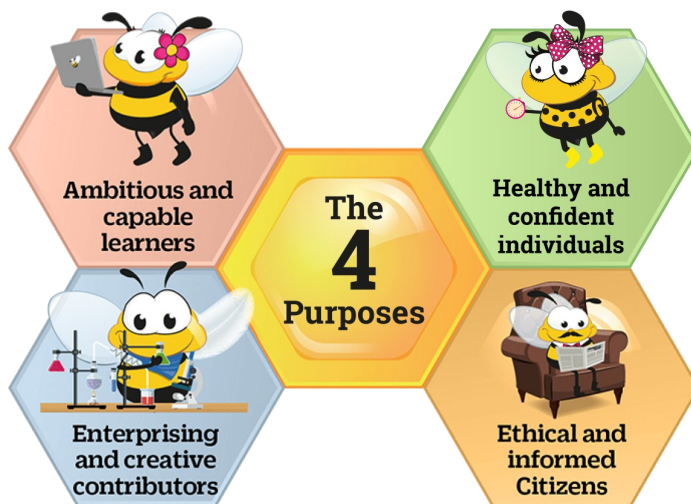 Ambitious and
capable
learners
Healthy and
confident
individuals
The
4
Purposes
Enterprising
and creative
contributors
Ethical and
informed
Citizens